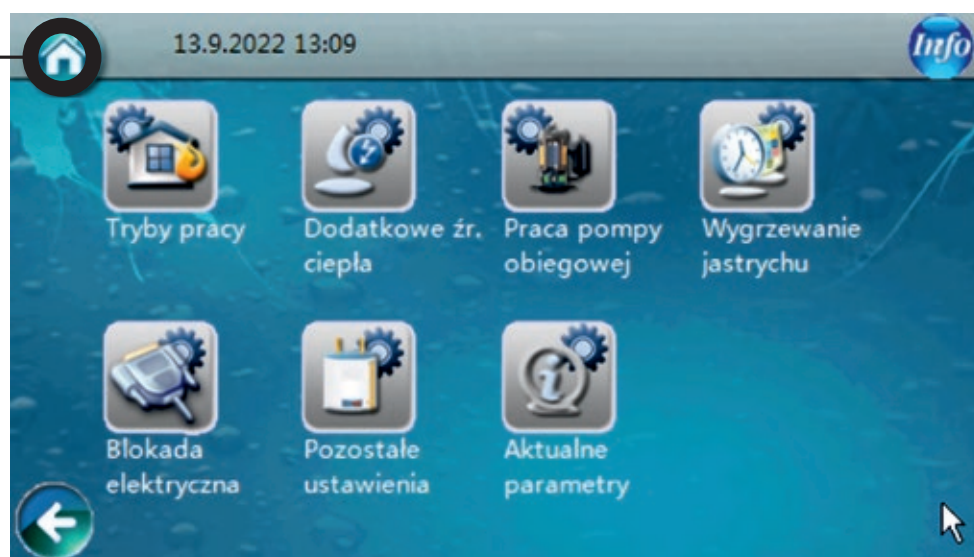 13.9.2022 13:09
Info
Tryby pracy
Dodatkowe źr.
ciepła
Praca pompy
obiegowej
Wygrzewanie
jastrychu
Blokada
elektryczna
Pozostałe
ustawienia
Aktualne
parametry